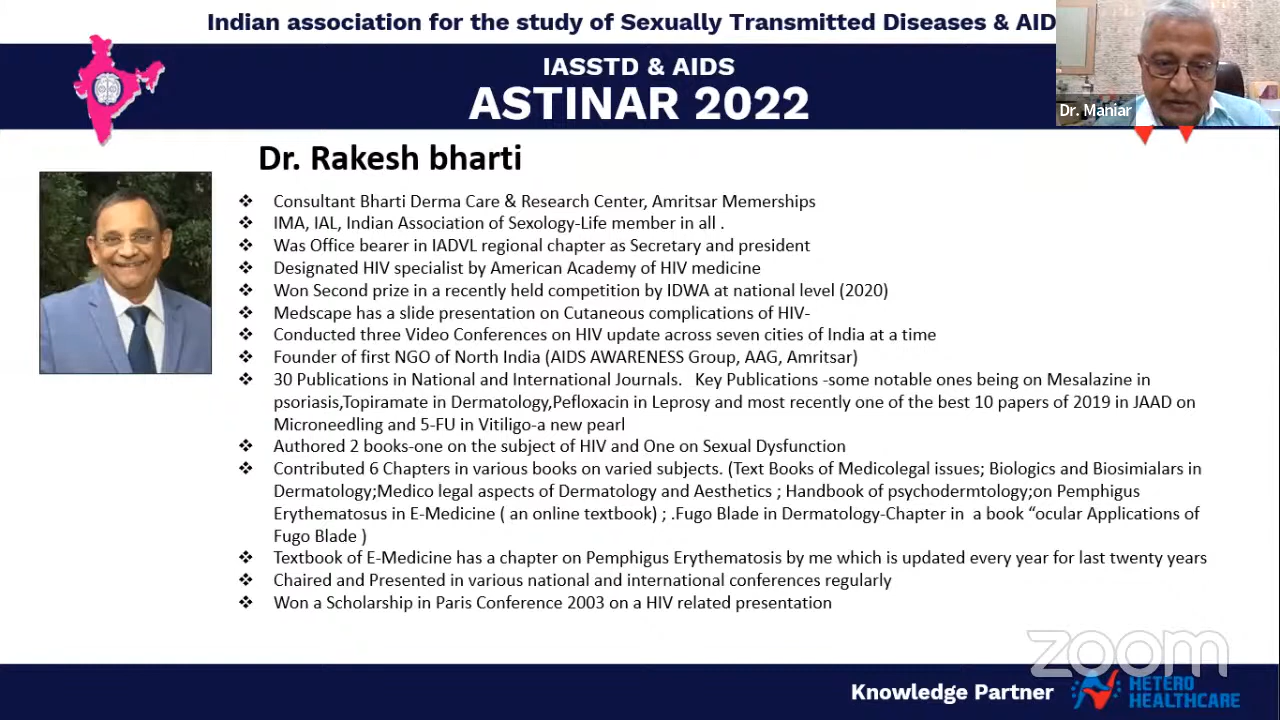 Indian association for the study of Sexually Transmitted Diseases & AID
IASSTD & AIDS
ASTINAR 2022
Dr. Maniar
Dr. Rakesh bharti
❖ Consultant Bharti Derma Care & Research Center, Amritsar Memerships
❖ IMA, IAL, Indian Association of Sexology-Life member in all .
❖ Was Office bearer in IADVL regional chapter as Secretary and president
❖ Designated HIV specialist by American Academy of HIV medicine
❖ Won Second prize in a recently held competition by IDWA at national level (2020)
❖ Medscape has a slide presentation on Cutaneous complications of HIV-
❖ Conducted three Video Conferences on HIV update across seven cities of India at a time
❖ Founder of first NGO of North India (AIDS AWARENESS Group, AAG, Amritsar)
❖ 30 Publications in National and International Journals. Key Publications -some notable ones being on Mesalazine in
psoriasis,Topiramate in Dermatology,Pefloxacin in Leprosy and most recently one of the best 10 papers of 2019 in JAAD on
Microneedling and 5-FU in Vitiligo-a new pearl
❖ Authored 2 books-one on the subject of HIV and One on Sexual Dysfunction
❖ Contributed 6 Chapters in various books on varied subjects. (Text Books of Medicolegal issues; Biologics and Biosimialars in
Dermatology;Medico legal aspects of Dermatology and Aesthetics ; Handbook of psychodermtology;on Pemphigus
Erythematosus in E-Medicine ( an online textbook) ; .Fugo Blade in Dermatology-Chapter in a book “ocular Applications of
Fugo Blade )
❖ Textbook of E-Medicine has a chapter on Pemphigus Erythematosis by me which is updated every year for last twenty years
❖ Chaired and Presented in various national and international conferences regularly
❖ Won a Scholarship in Paris Conference 2003 on a HIV related presentation
zoom
Knowledge Partner
HETERO
HEALTHCARE